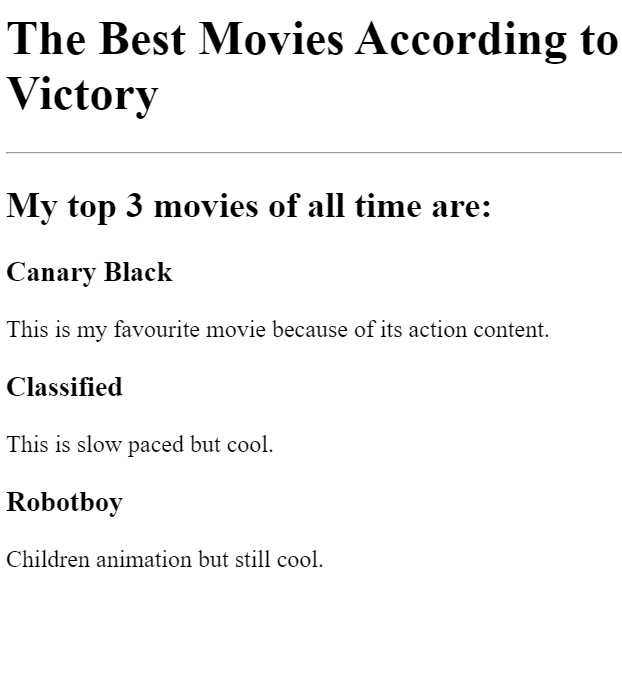 The Best Movies According to
Victory
My top 3 movies of all time are:
Canary Black
This is my favourite movie because of its action content.
Classified
This is slow paced but cool.
Robotboy
Children animation but still cool.